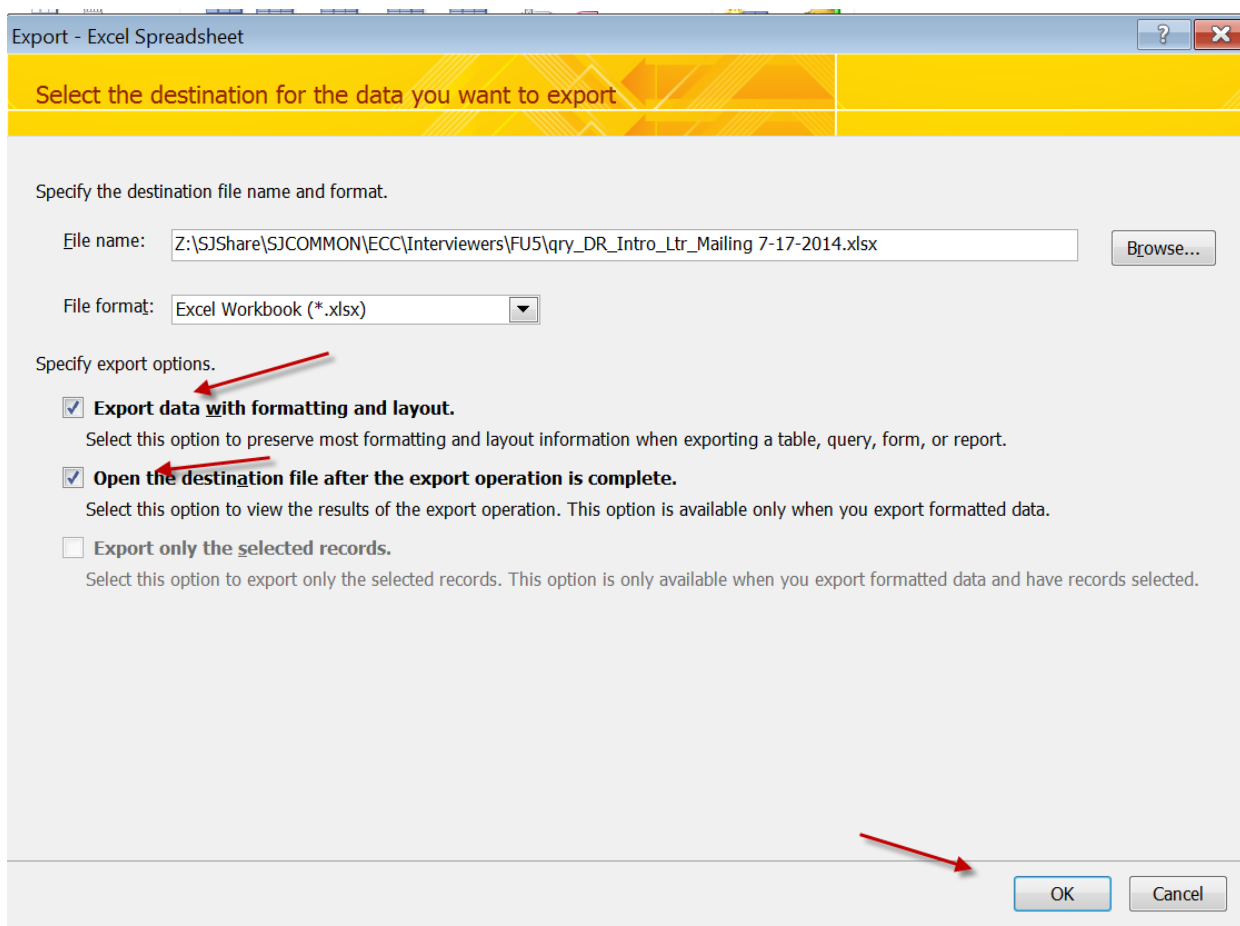 Export - Excel Spreadsheet
?
Select the destination for the data you want to export
Specify the destination file name and format.
File name: Z:\SJShare\SJCOMMON\ECC\Interviewers\FU5\qry_DR_Intro_Ltr_Mailing 7-17-2014.xlsx Browse...
File format: Excel Workbook (*.xlsx)
Specify export options.
Export data with formatting and layout.
Select this option to preserve most formatting and layout information when exporting a table, query, form, or report.
Open the destination file after the export operation is complete.
Select this option to view the results of the export operation. This option is available only when you export formatted data.
Export only the selected records.
Select this option to export only the selected records. This option is only available when you export formatted data and have records selected.
OK Cancel